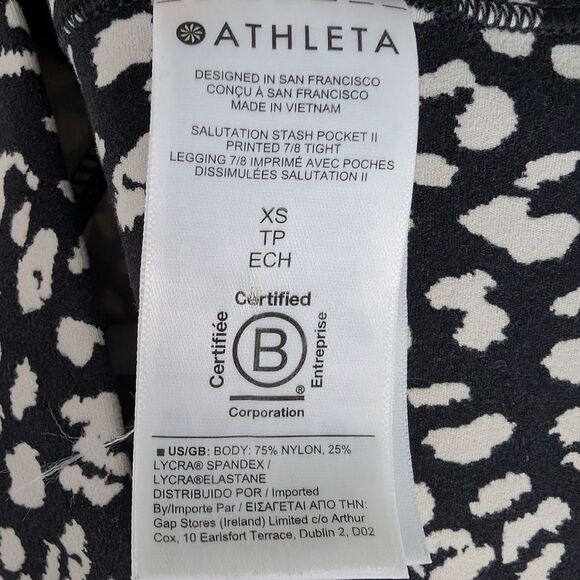 ATHLETA
DESIGNED IN SAN FRANCISCO
CONÇU À SAN FRANCISCO
MADE IN VIETNAM
SALUTATION STASH POCKET II
PRINTED 7/8 TIGHT
LEGGING 7/8 IMPRIMÉ AVEC POCHES
DISSIMULÉES SALUTATION II
XS
TP
ECH
Certified
Certifiée
B
Entreprise
®
Corporation
■ US/GB: BODY: 75% NYLON, 25%
LYCRA® SPANDEX /
LYCRA®ELASTANE
DISTRIBUIDO POR / Imported
By/Importe Par / ΕΙΣΑΓΕΤΑΙ ΑΠΟ ΤΗΝ:
Gap Stores (Ireland) Limited c/o Arthur
Cox, 10 Earlsfort Terrace, Dublin 2, D02